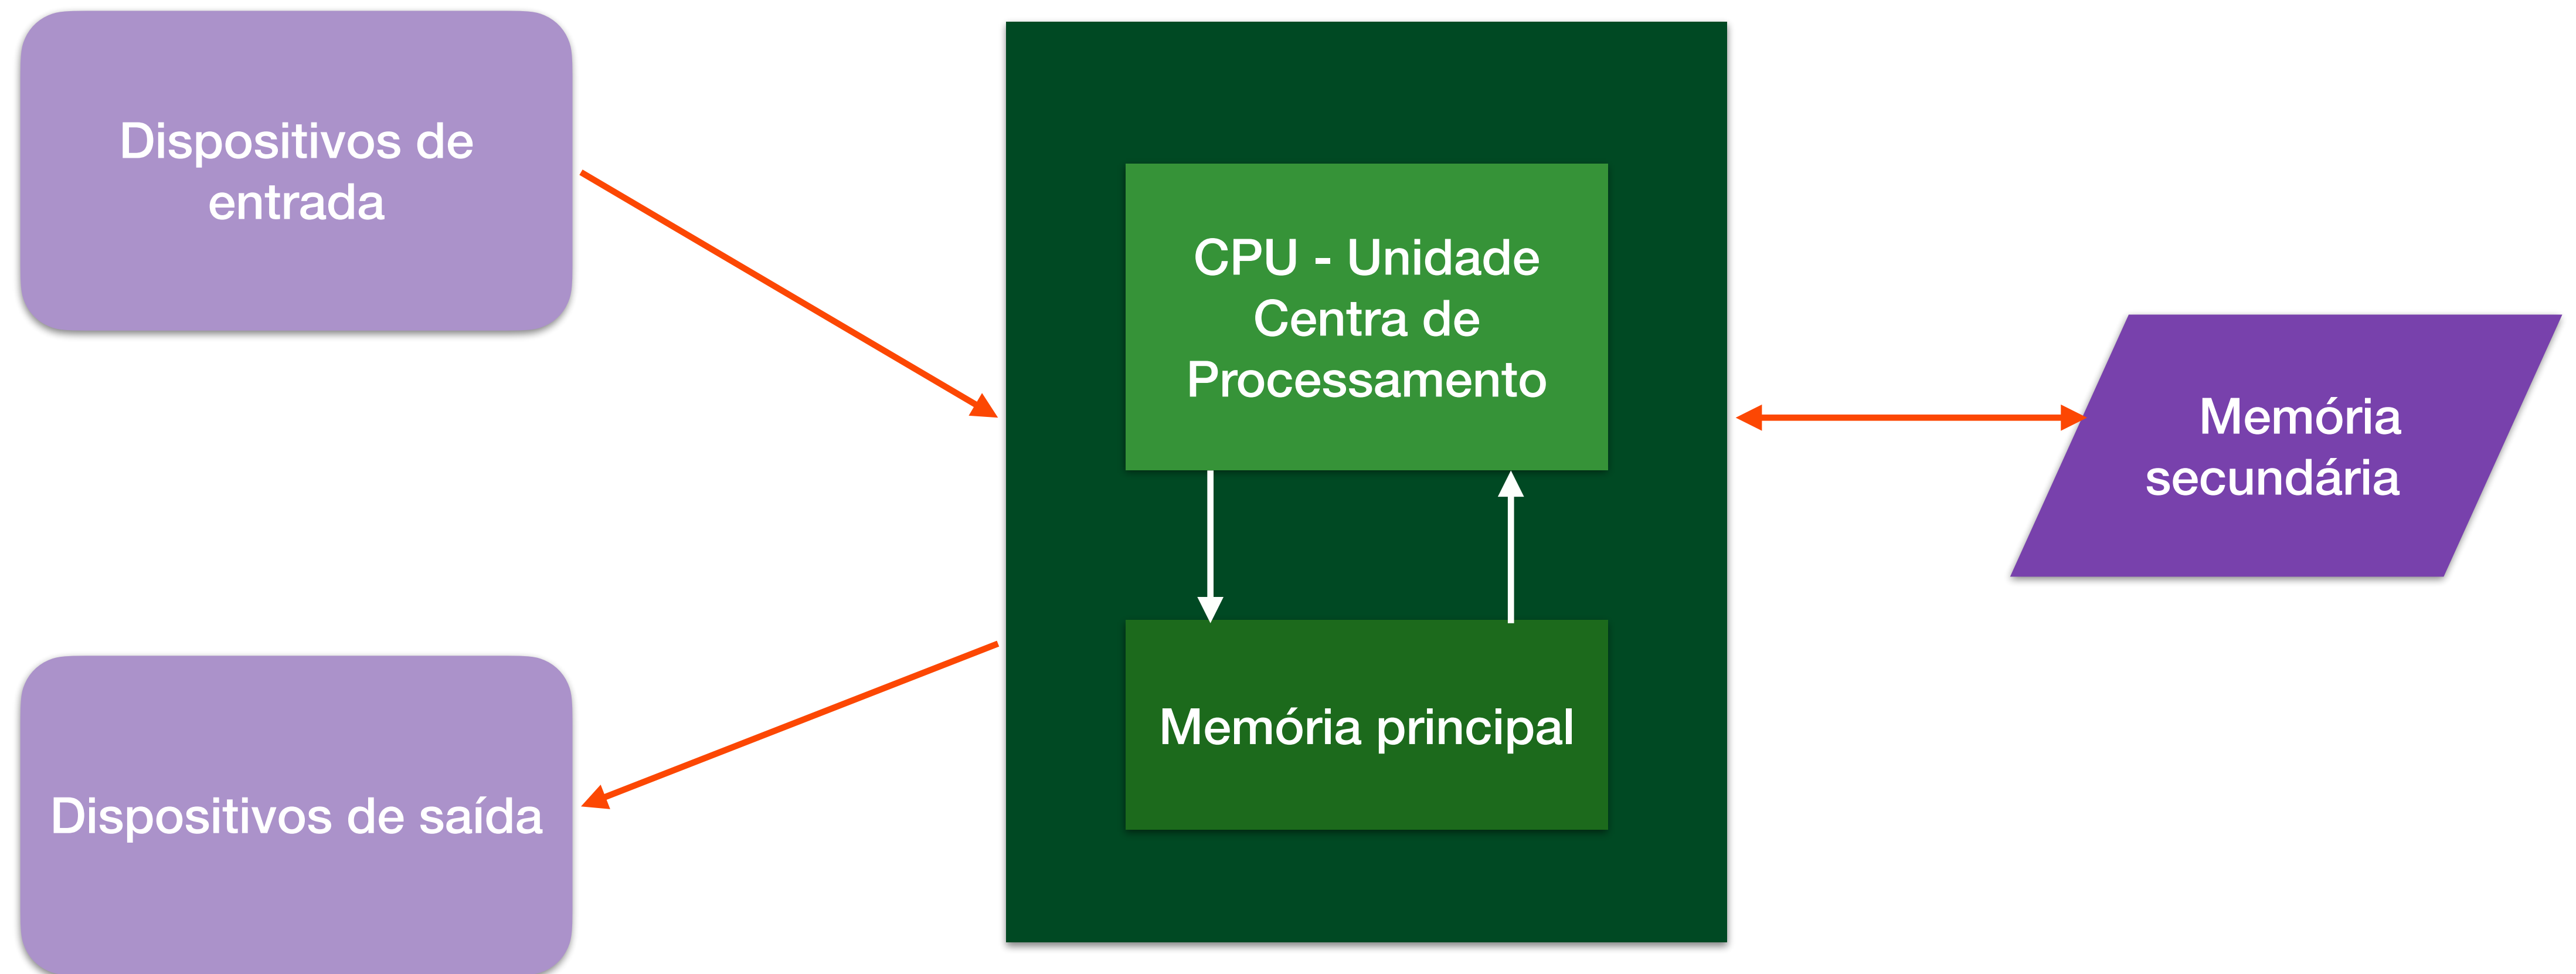 Dispositivos de
entrada
CPU - Unidade
Centra de
Processamento
Memória
secundária
Memória principal
Dispositivos de saída